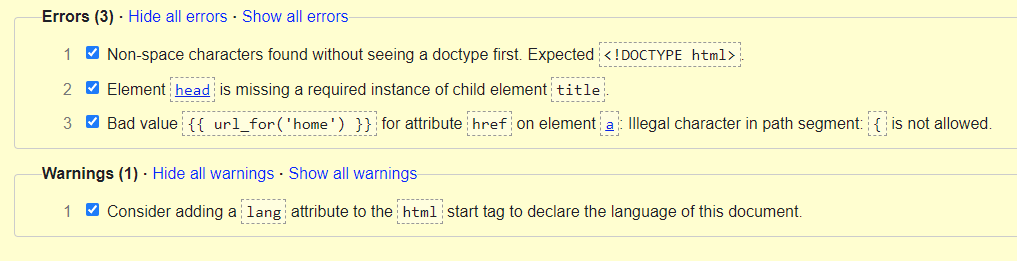 Errors (3) · Hide all errors · Show all errors
1 Non-space characters found without seeing a doctype first. Expected <!DOCTYPE html>.
2 Element head is missing a required instance of child element title.
3 Bad value {{ url_for('home') }} for attribute href on element a: Illegal character in path segment: { is not allowed.
Warnings (1) · Hide all warnings · Show all warnings
1 Consider adding a lang attribute to the html start tag to declare the language of this document.